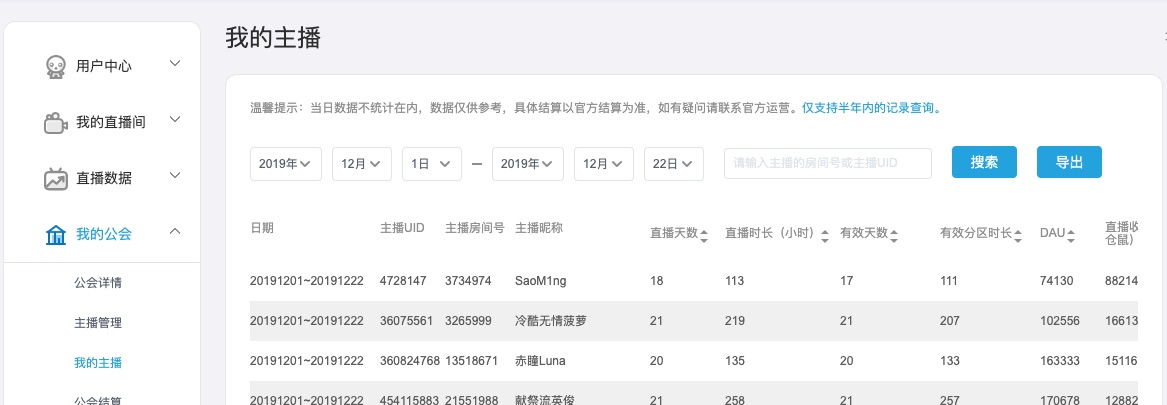 我的主播
用户中心
我的直播间
直播数据
我的公会
公会详情
主播管理
我的主播
公会结算
温馨提示：当日数据不统计在内，数据仅供参考，具体结算以官方结算为准，如有疑问请联系官方运营。仅支持半年内的记录查询。
2019年 12月 1日 — 2019年 12月 22日 请输入主播的房间号或主播UID 搜索 导出
日期 主播UID 主播房间号 主播昵称 直播天数 直播时长（小时） 有效天数 有效分区时长 DAU 直播收
仓鼠）
20191201~20191222 4728147 3734974 SaoM1ng 18 113 17 111 74130 88214
20191201~20191222 36075561 3265999 冷酷无情菠萝 21 219 21 207 102556 16613
20191201~20191222 360824768 13518671 赤瞳Luna 20 135 20 133 163333 15116
20191201~20191222 454115883 21551988 献祭流英俊 21 258 21 257 170678 12882